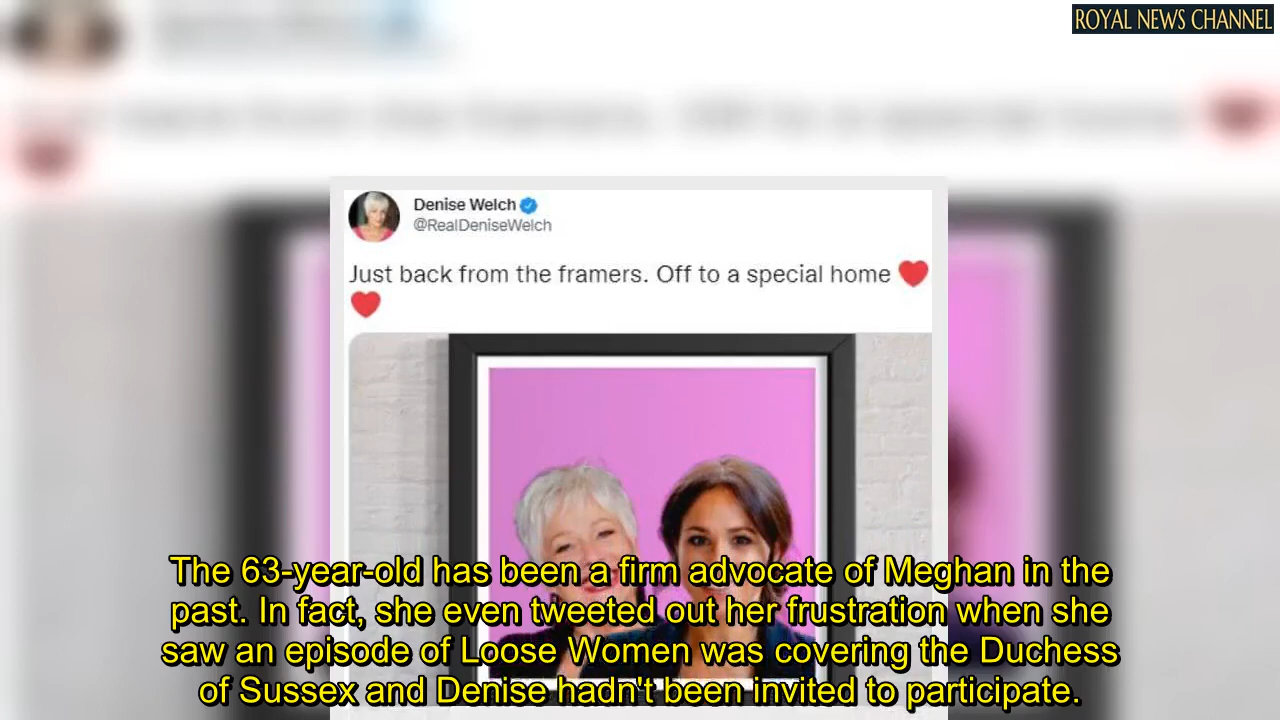 ROYAL NEWS CHANNEL
Denise Welch
@RealDeniseWelch
Just back from the framers. Off to a special home ❤️
❤️
The 63-year-old has been a firm advocate of Meghan in the
past. In fact, she even tweeted out her frustration when she
saw an episode of Loose Women was covering the Duchess
of Sussex and Denise hadn't been invited to participate.